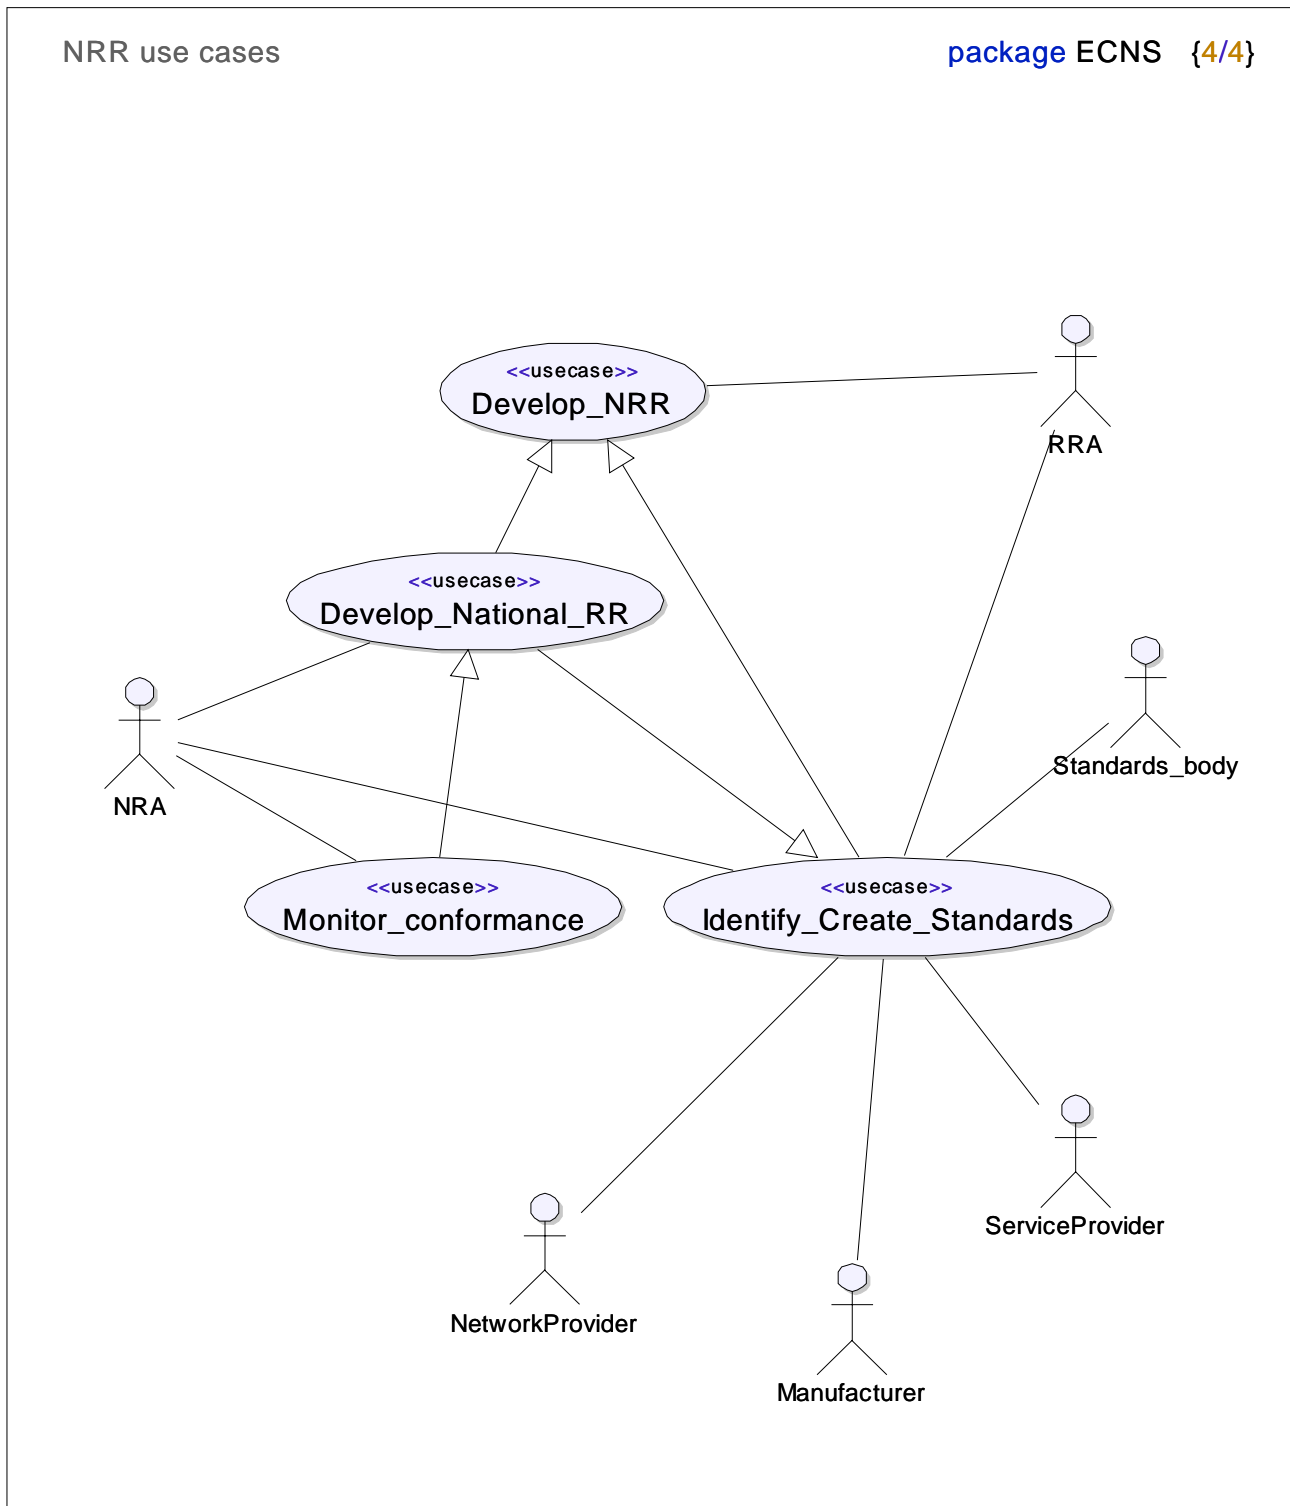 NRR use cases
package ECNS {4/4}
<<usecase>>
Develop_NRR
RRA
<<usecase>>
Develop_National_RR
Standards_body
NRA
<<usecase>>
Monitor_conformance
<<usecase>>
Identify_Create_Standards
ServiceProvider
NetworkProvider
Manufacturer